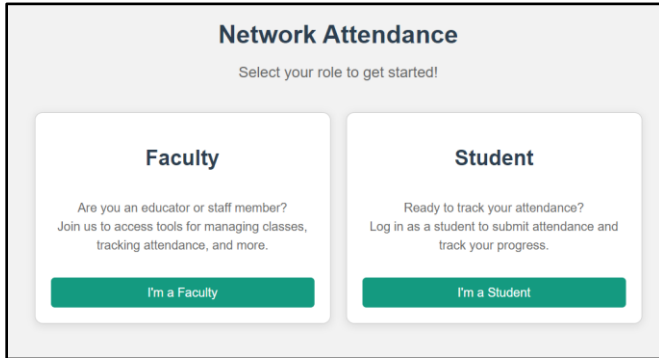 Network Attendance
Select your role to get started!
Faculty
Are you an educator or staff member?
Join us to access tools for managing classes,
tracking attendance, and more.
I'm a Faculty
Student
Ready to track your attendance?
Log in as a student to submit attendance and
track your progress.
I'm a Student